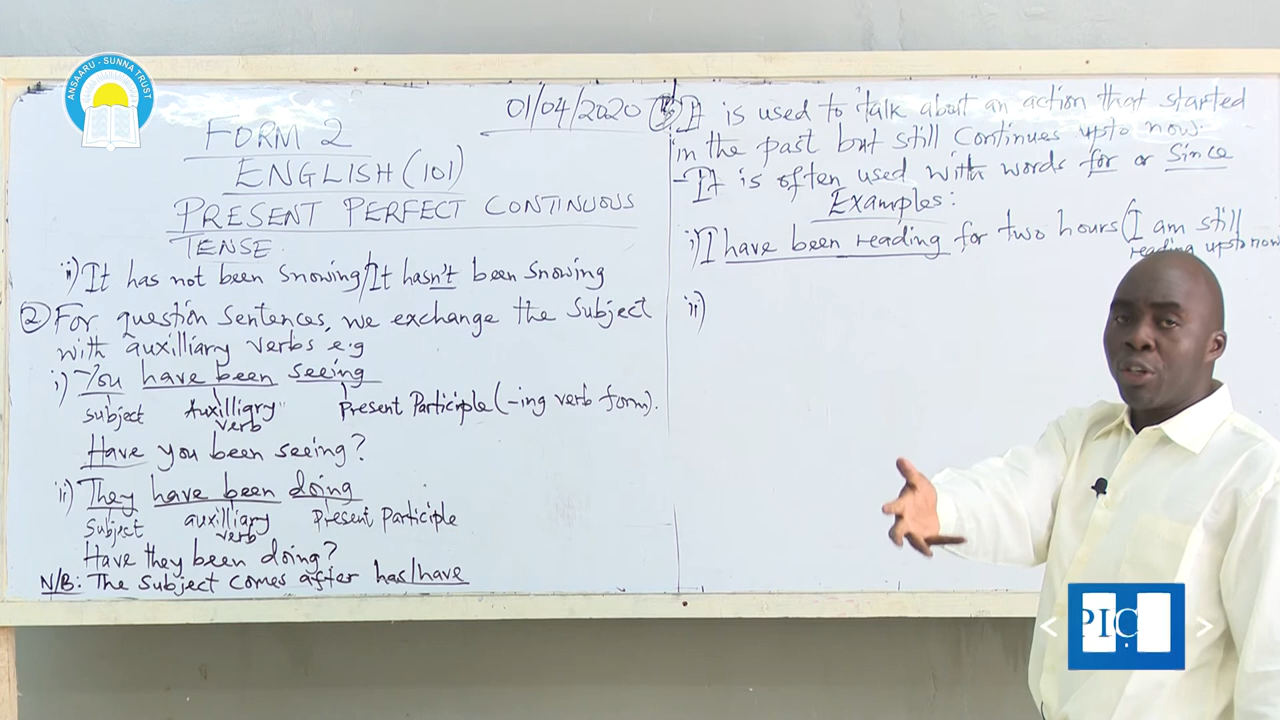 ANSAARU - SUNNA TRUST
01/04/2020
FORM 2
ENGLISH (101)
PRESENT PERFECT CONTINUOUS
TENSE.
ii) It has not been snowing/It hasn't been snowing
② For question sentences, we exchange the subject
with auxilliary verbs e.g
i) You have been seeing
Subject Auxilliary verb Present Participle (-ing verb form).
Have you been seeing?
ii) They have been doing
Subject auxilliary verb Present Participle
Have they been doing?
N/B: The subject comes after has/have
③ It is used to talk about an action that started
in the past but still continues upto now.
-It is often used with words for or since
Examples:
i) I have been reading for two hours (I am still
reading upto now
ii)
PIC